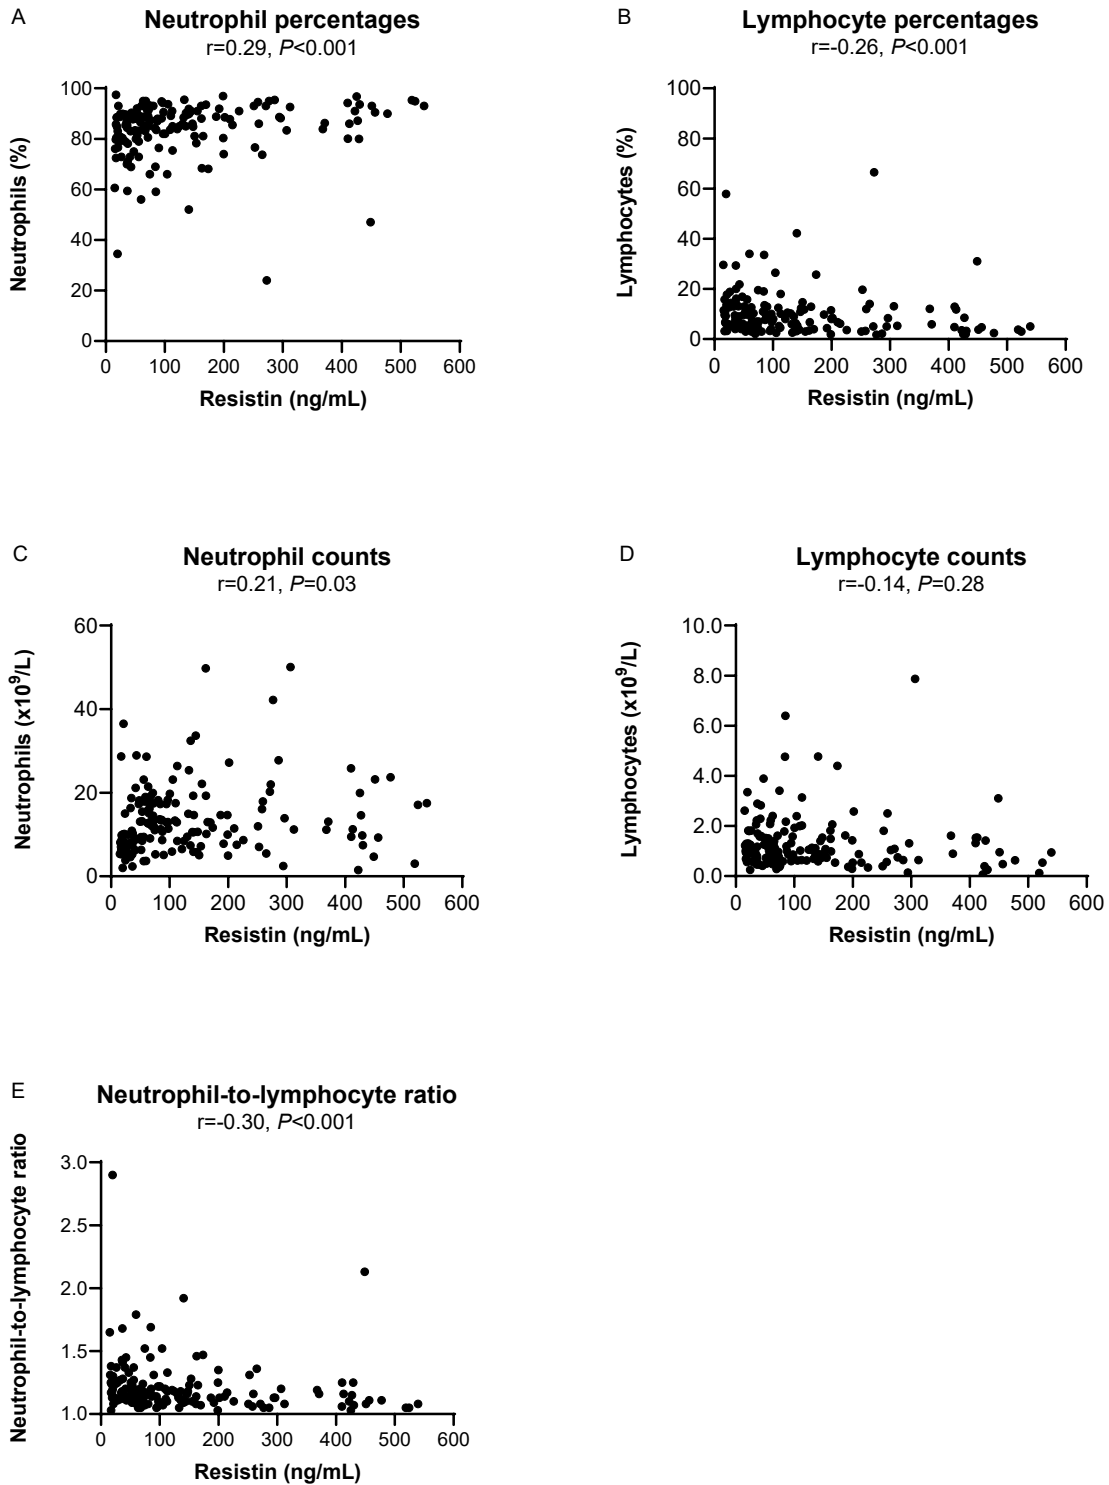 A
Neutrophil percentages
r=0.29, P<0.001
Neutrophils (%)
100
80
60
40
20
0
0 100 200 300 400 500 600
Resistin (ng/mL)
B
Lymphocyte percentages
r=-0.26, P<0.001
Lymphocytes (%)
100
80
60
40
20
0
0 100 200 300 400 500 600
Resistin (ng/mL)
C
Neutrophil counts
r=0.21, P=0.03
Neutrophils (x10⁹/L)
60
40
20
0
0 100 200 300 400 500 600
Resistin (ng/mL)
D
Lymphocyte counts
r=-0.14, P=0.28
Lymphocytes (x10⁹/L)
10.0
8.0
6.0
4.0
2.0
0.0
0 100 200 300 400 500 600
Resistin (ng/mL)
E
Neutrophil-to-lymphocyte ratio
r=-0.30, P<0.001
Neutrophil-to-lymphocyte ratio
3.0
2.5
2.0
1.5
1.0
0 100 200 300 400 500 600
Resistin (ng/mL)